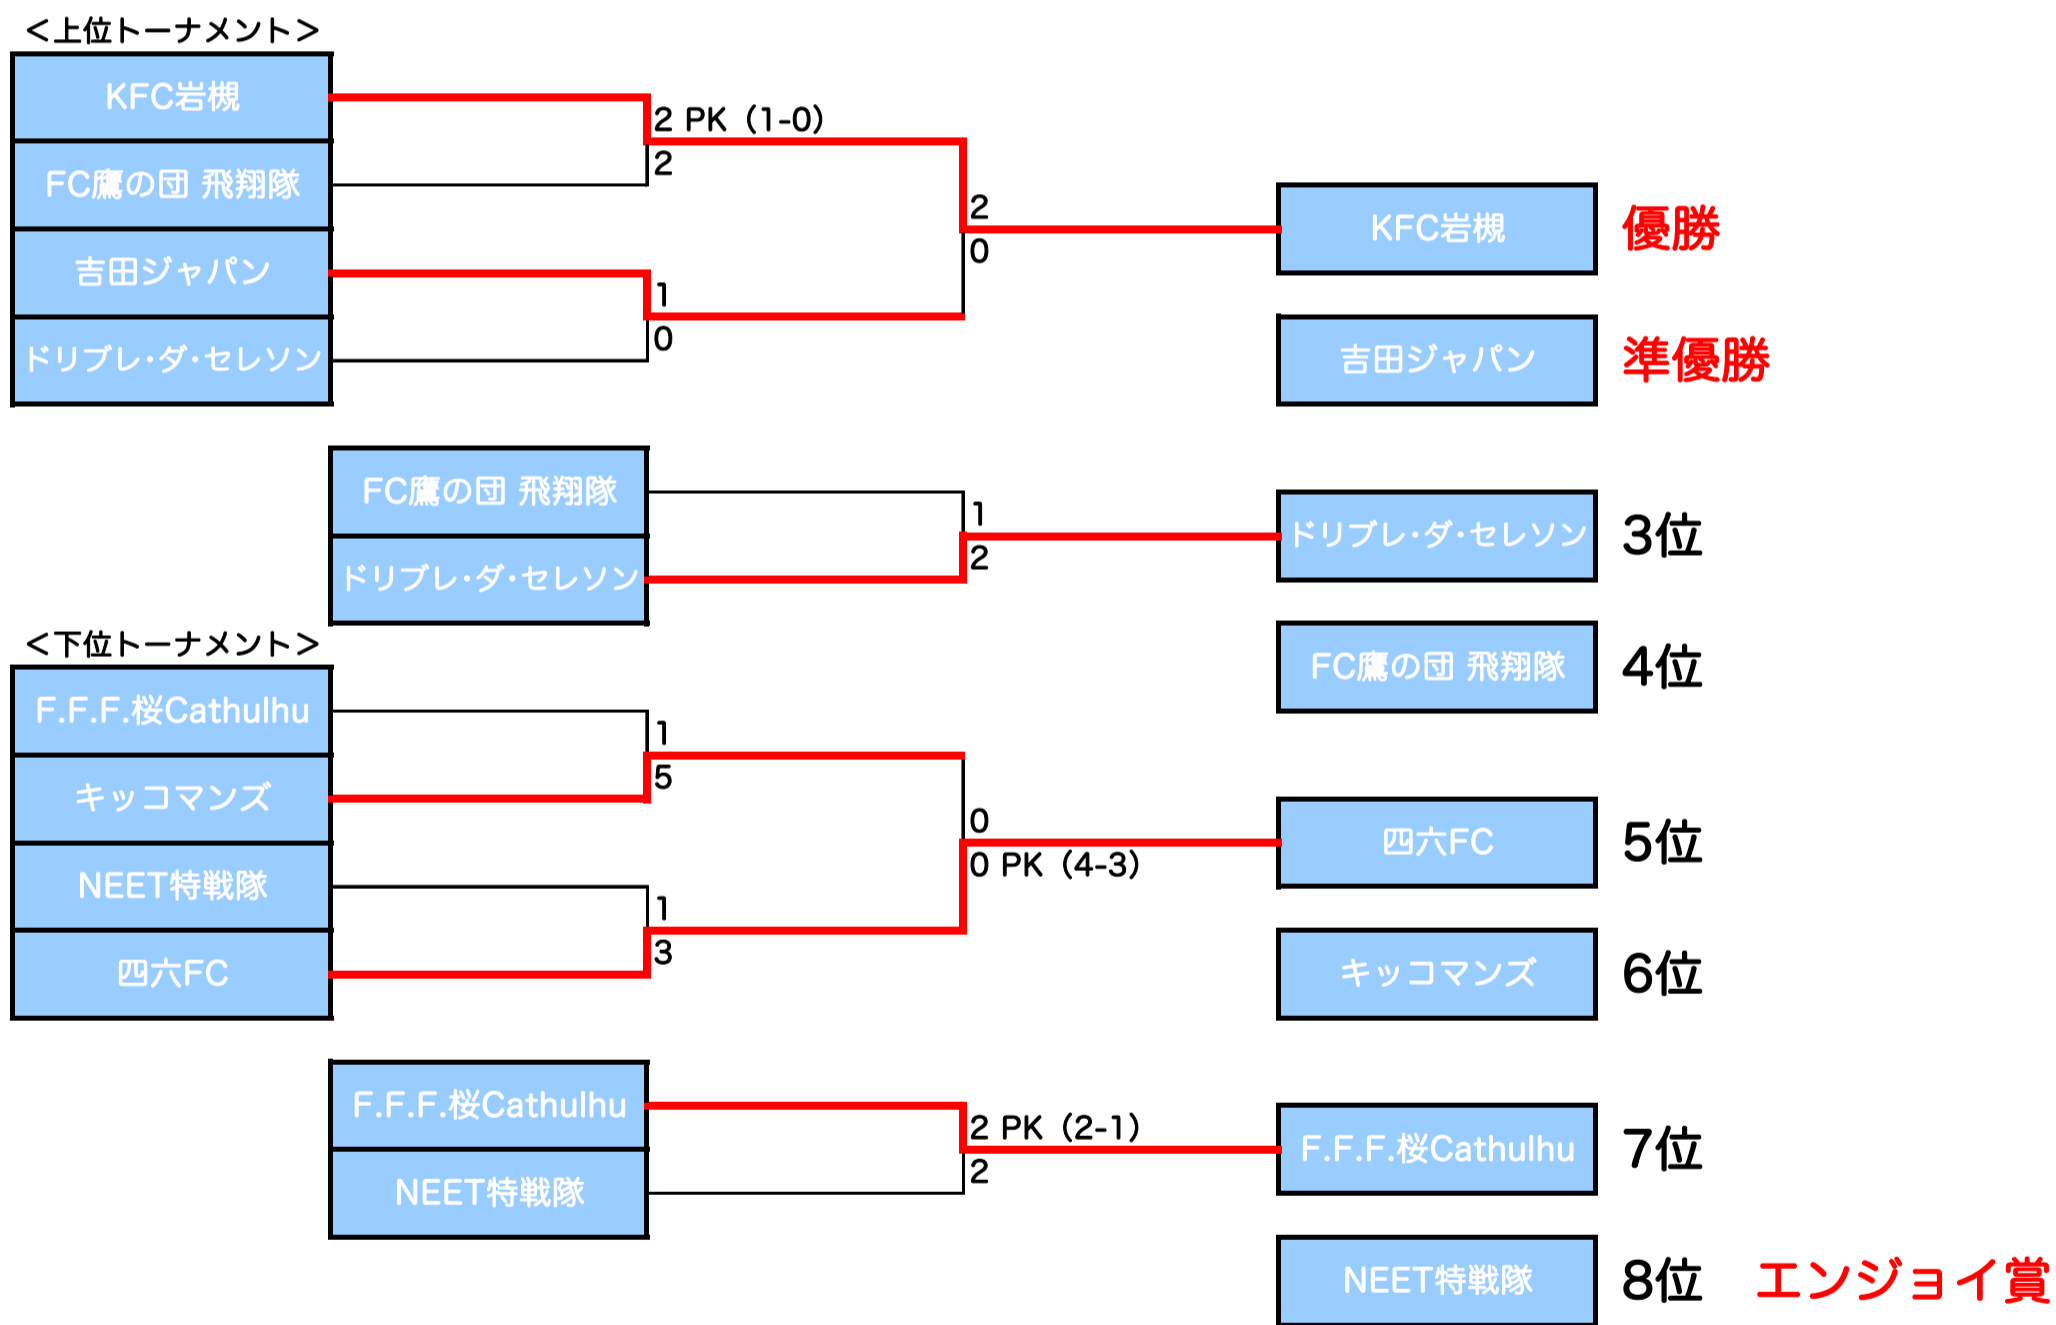 ＜上位トーナメント＞
KFC岩槻
2 PK（1-0）
FC鷹の団 飛翔隊
2
2
KFC岩槻 優勝
0
吉田ジャパン
1
ドリブレ・ダ・セレソン
0
吉田ジャパン 準優勝
FC鷹の団 飛翔隊
1
ドリブレ・ダ・セレソン 3位
2
ドリブレ・ダ・セレソン
＜下位トーナメント＞
FC鷹の団 飛翔隊 4位
F.F.F.桜Cathulhu
1
5
キッコマンズ
0
四六FC 5位
0 PK（4-3）
NEET特戦隊
1
3
四六FC
キッコマンズ 6位
F.F.F.桜Cathulhu
2 PK（2-1）
F.F.F.桜Cathulhu 7位
2
NEET特戦隊
NEET特戦隊 8位 エンジョイ賞